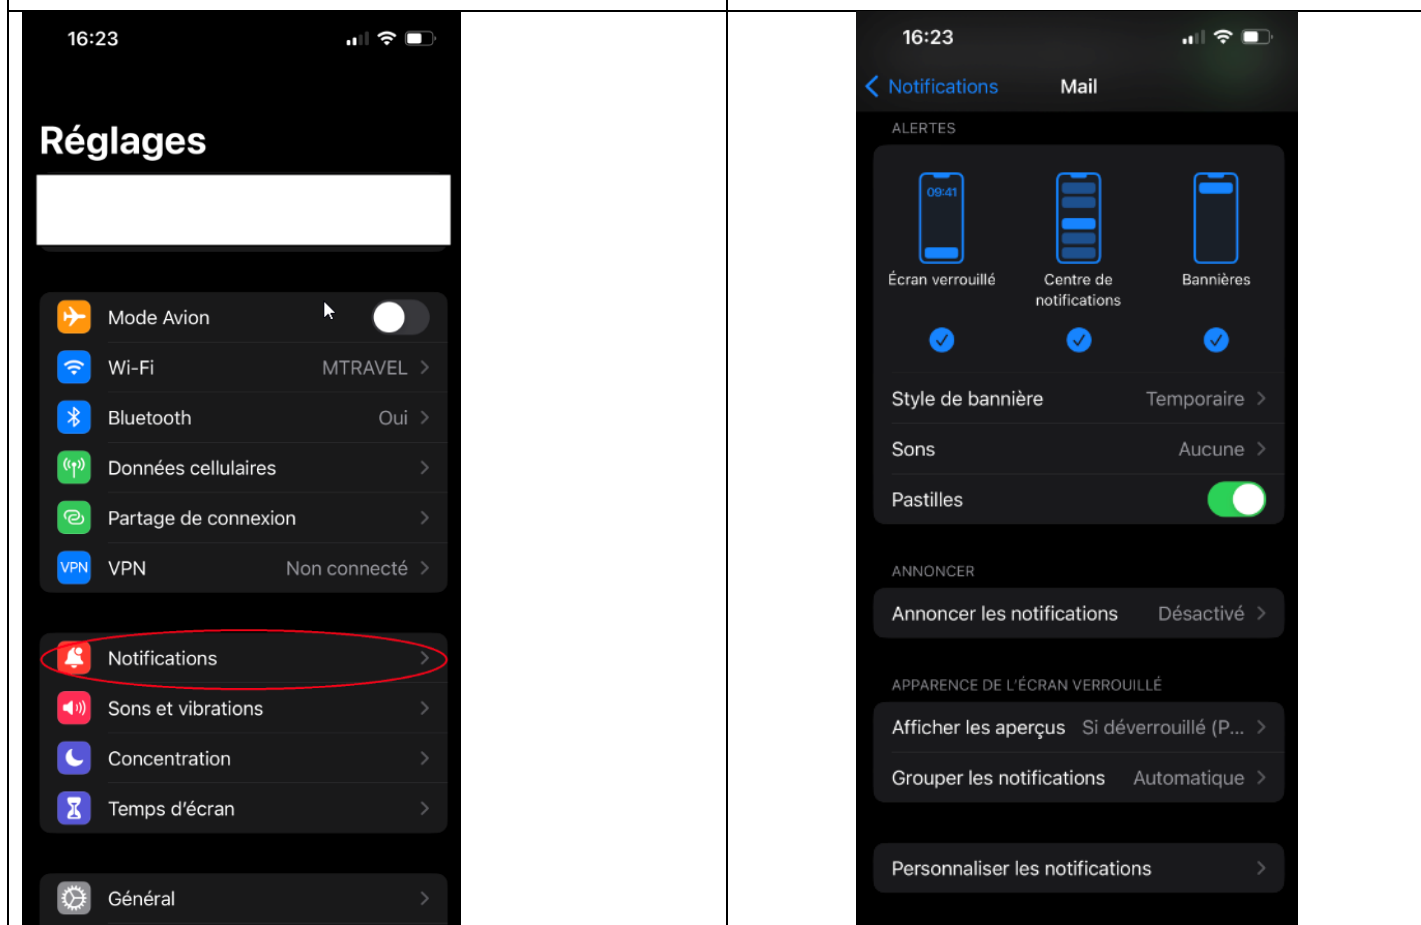 16:23
Réglages
Mode Avion
Wi-Fi MTRAVEL
Bluetooth Oui
Données cellulaires
Partage de connexion
VPN VPN Non connecté
Notifications
Sons et vibrations
Concentration
Temps d'écran
Général
16:23
Notifications Mail
ALERTES
09:41
Écran verrouillé
Centre de
notifications
Bannières
Style de bannière Temporaire
Sons Aucune
Pastilles
ANNONCER
Annoncer les notifications Désactivé
APPARENCE DE L'ÉCRAN VERROUILLÉ
Afficher les aperçus Si déverrouillé (P...
Grouper les notifications Automatique
Personnaliser les notifications